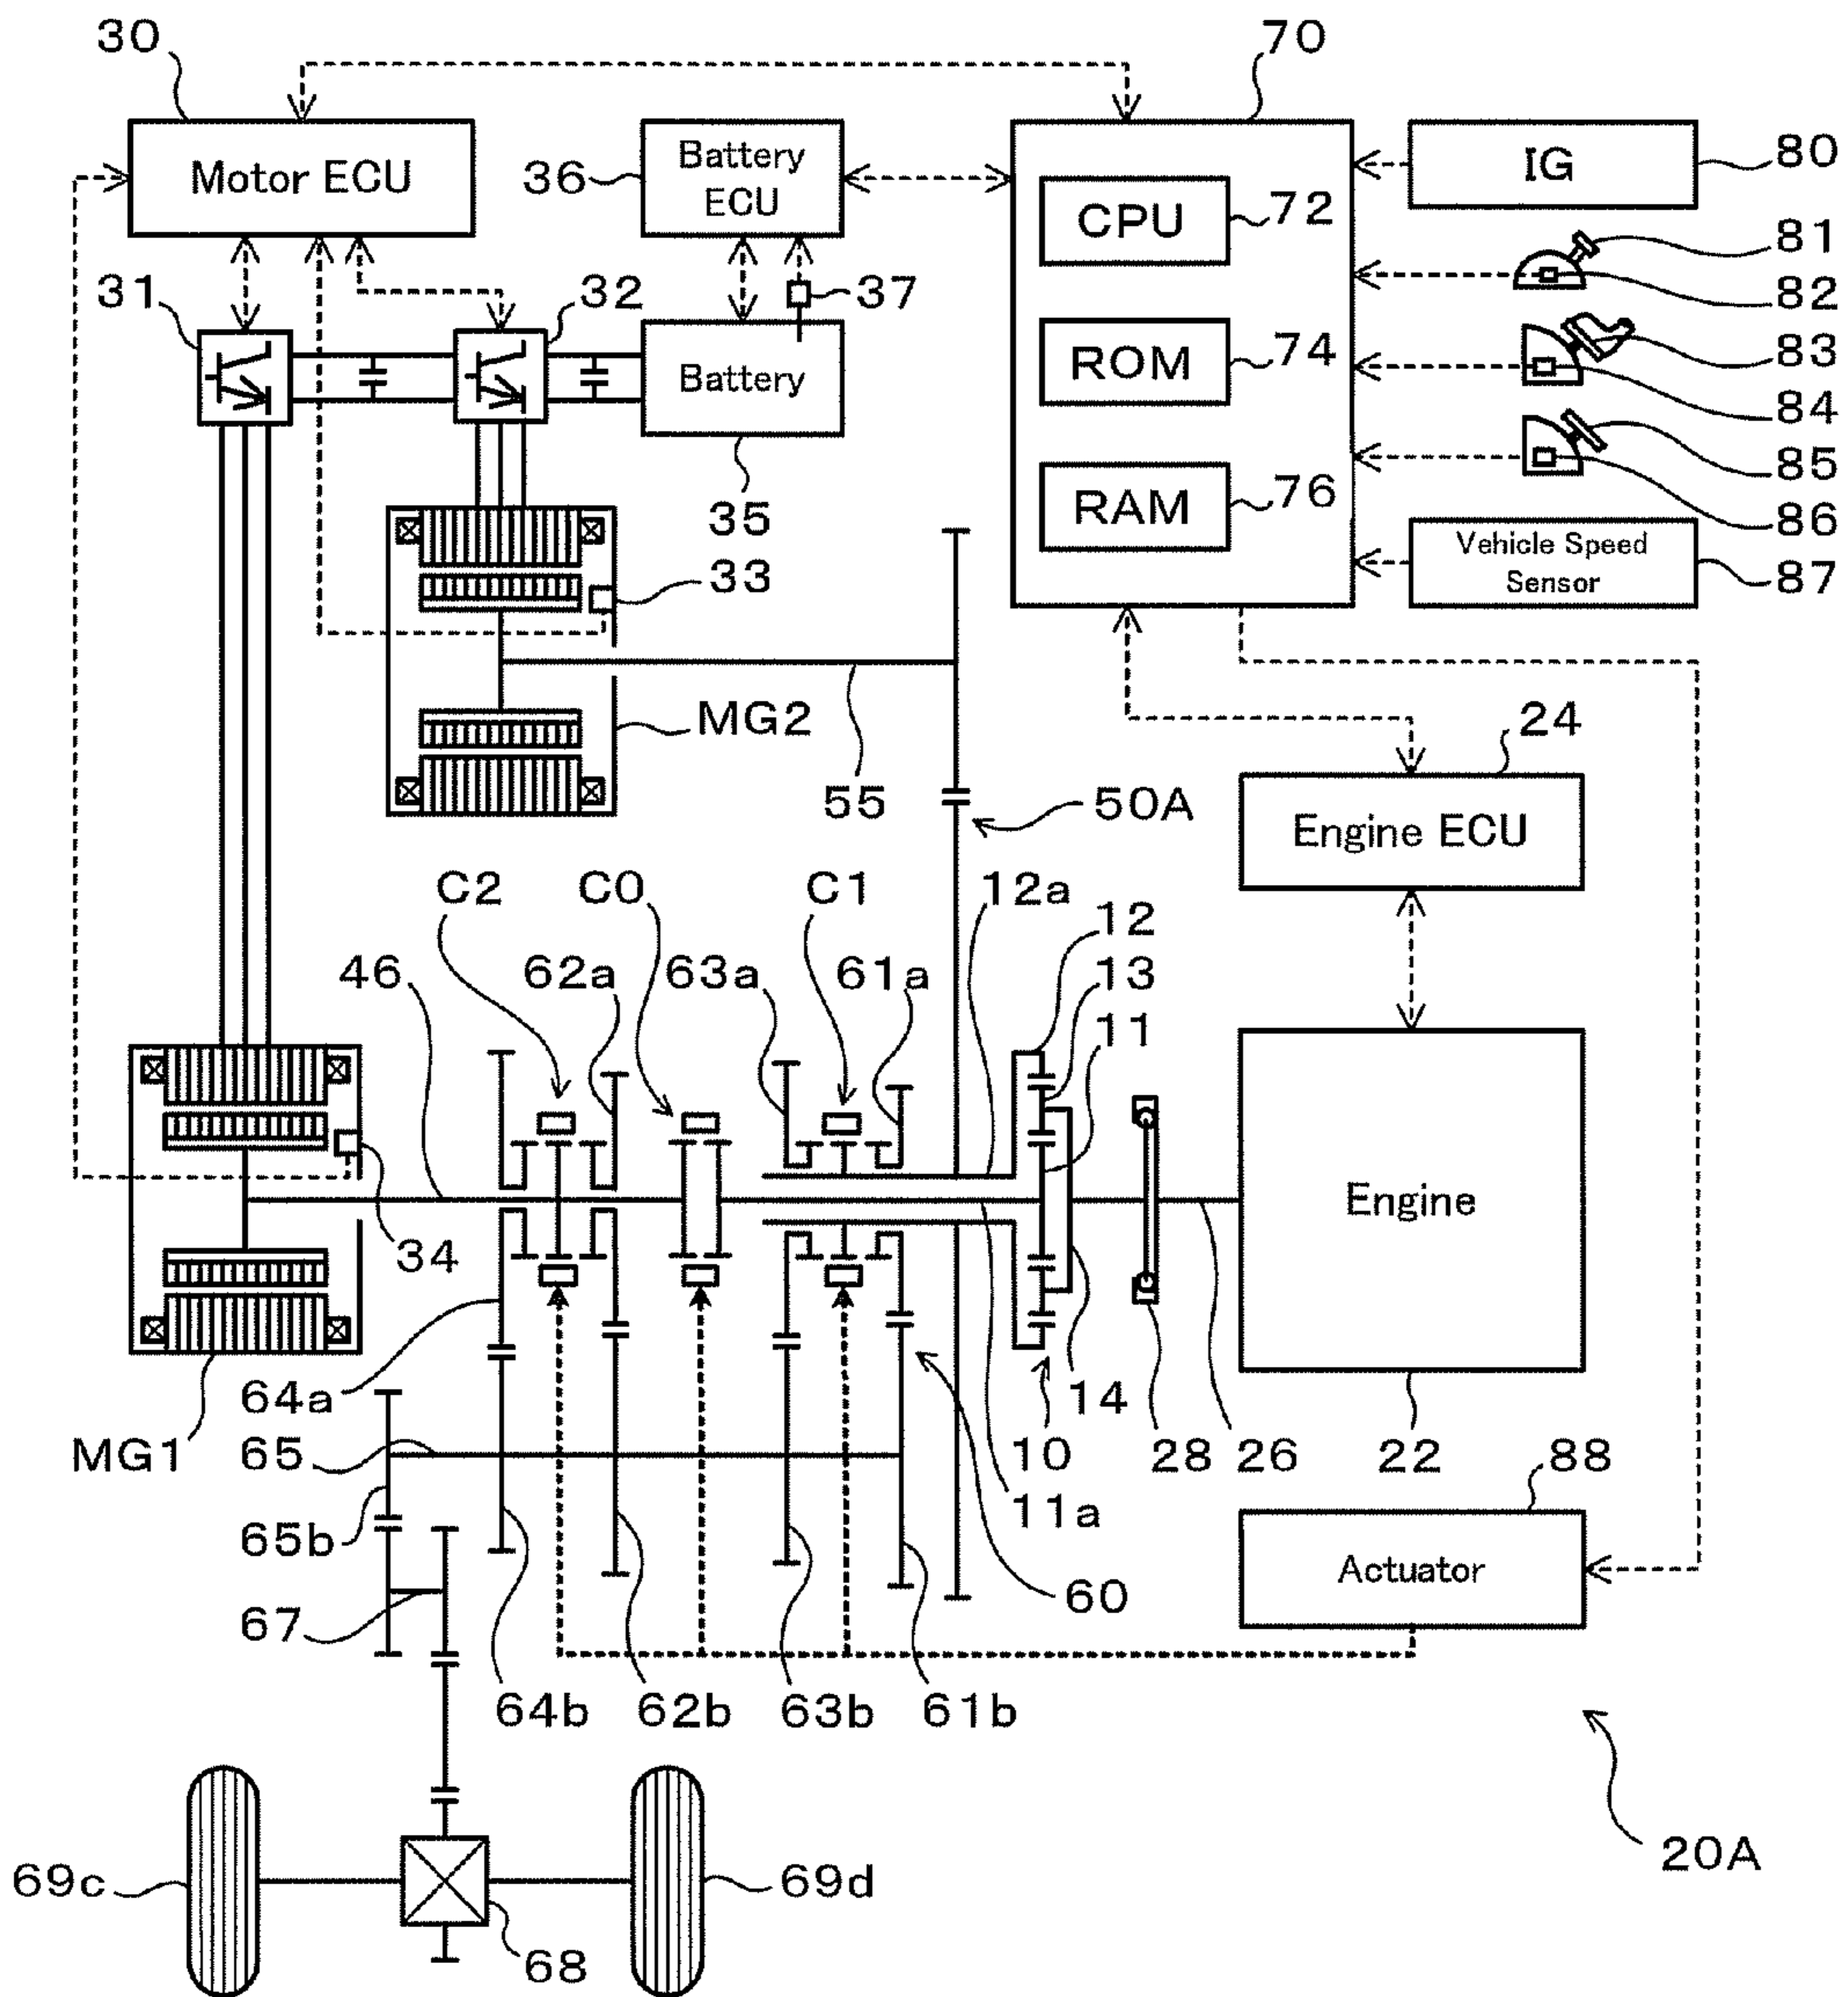 30
70
Motor ECU
36
Battery
ECU
CPU
72
IG
80
81
82
31
32
37
ROM
74
83
84
Battery
35
RAM
76
85
86
33
Vehicle Speed
Sensor
87
MG2
55
50A
24
Engine ECU
C2
C0
C1
12a
12
13
11
46
62a
63a
61a
34
Engine
64a
MG1
65
10
14
28
26
22
88
11a
65b
60
Actuator
67
64b
62b
63b
61b
20A
69c
69d
68